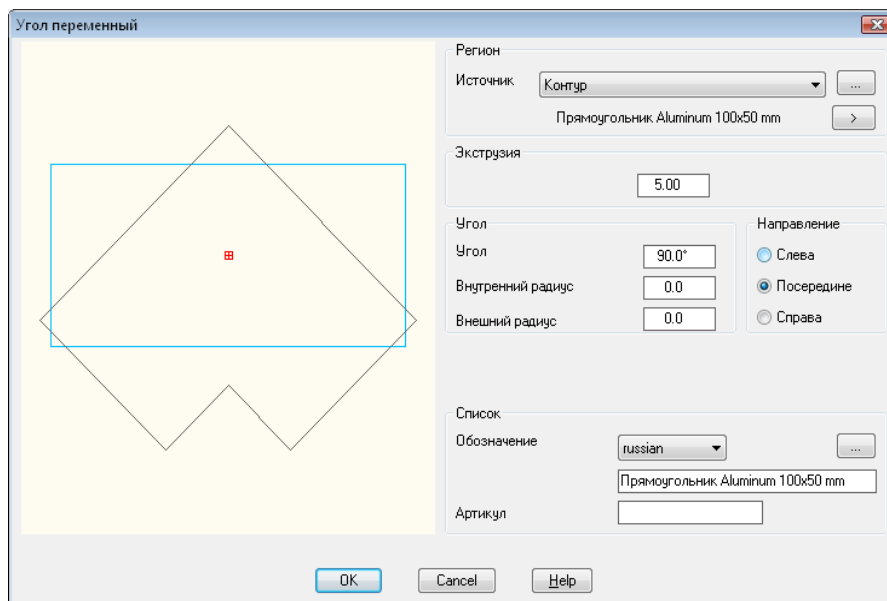 Угол переменный
Регион
Источник
Контур
...
Прямоугольник Aluminum 100x50 mm
>
Экструзия
5.00
Угол
Угол
90.0°
Внутренний радиус
0.0
Внешний радиус
0.0
Направление
Слева
Посередине
Справа
Список
Обозначение
russian
...
Прямоугольник Aluminum 100x50 mm
Артикул
OK
Cancel
Help